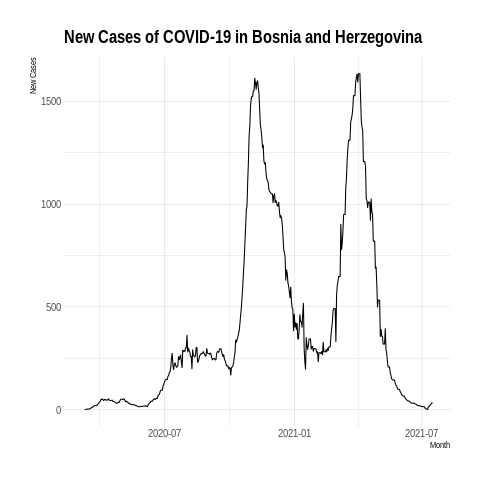 New Cases of COVID-19 in Bosnia and Herzegovina
New Cases
1500
1000
500
0
2020-07
2021-01
2021-07
Month